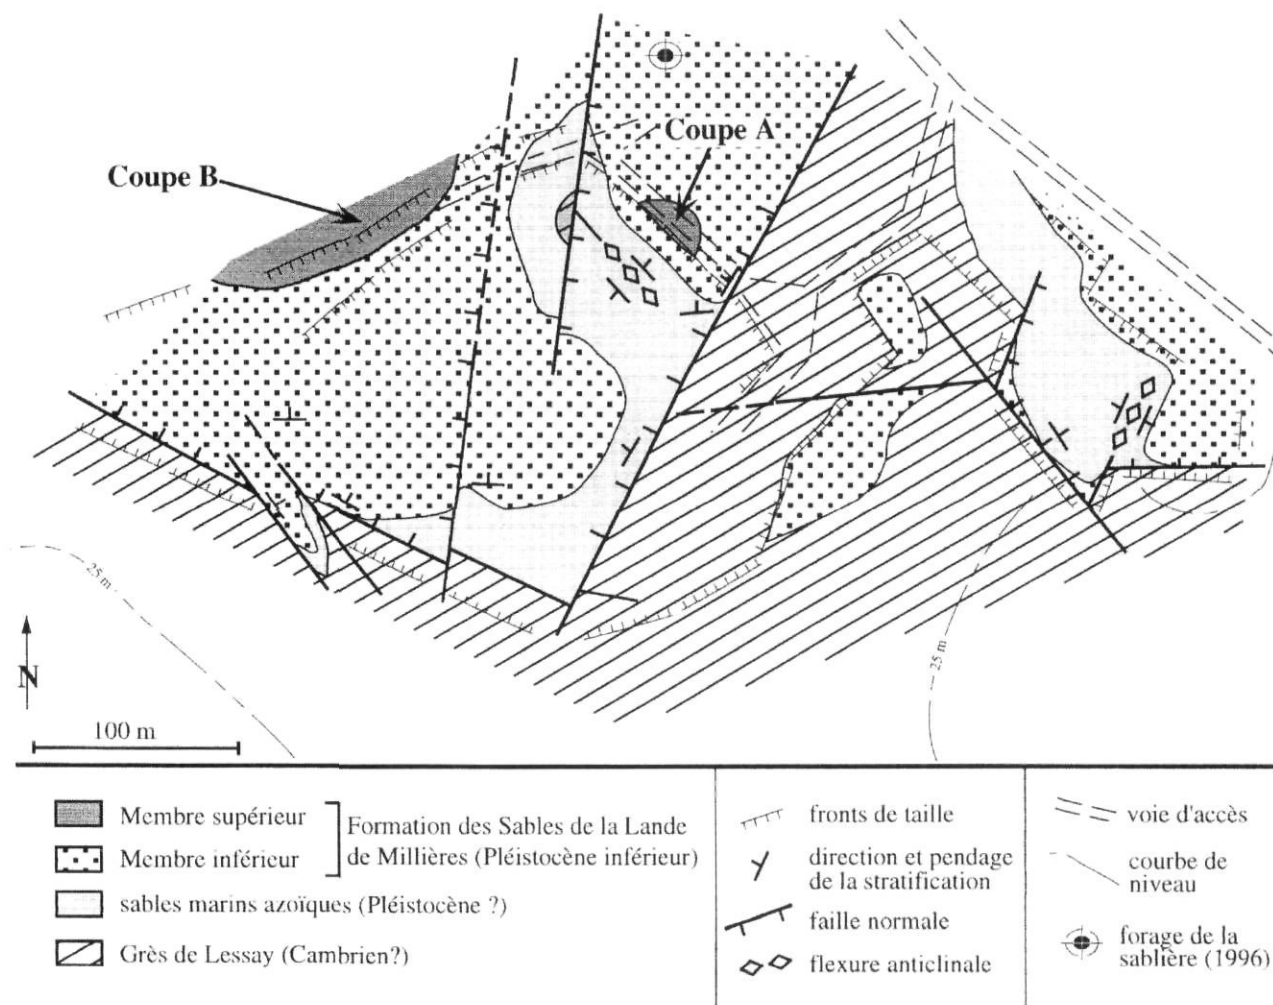 Coupe A
Coupe B
25 m
25 m
N
100 m
Membre supérieur
Membre inférieur
Formation des Sables de la Lande
de Millières (Pléistocène inférieur)
sables marins azoïques (Pléistocène ?)
Grès de Lessay (Cambrien?)
fronts de taille
direction et pendage
de la stratification
faille normale
flexure anticlinale
voie d'accès
courbe de
niveau
forage de la
sablière (1996)